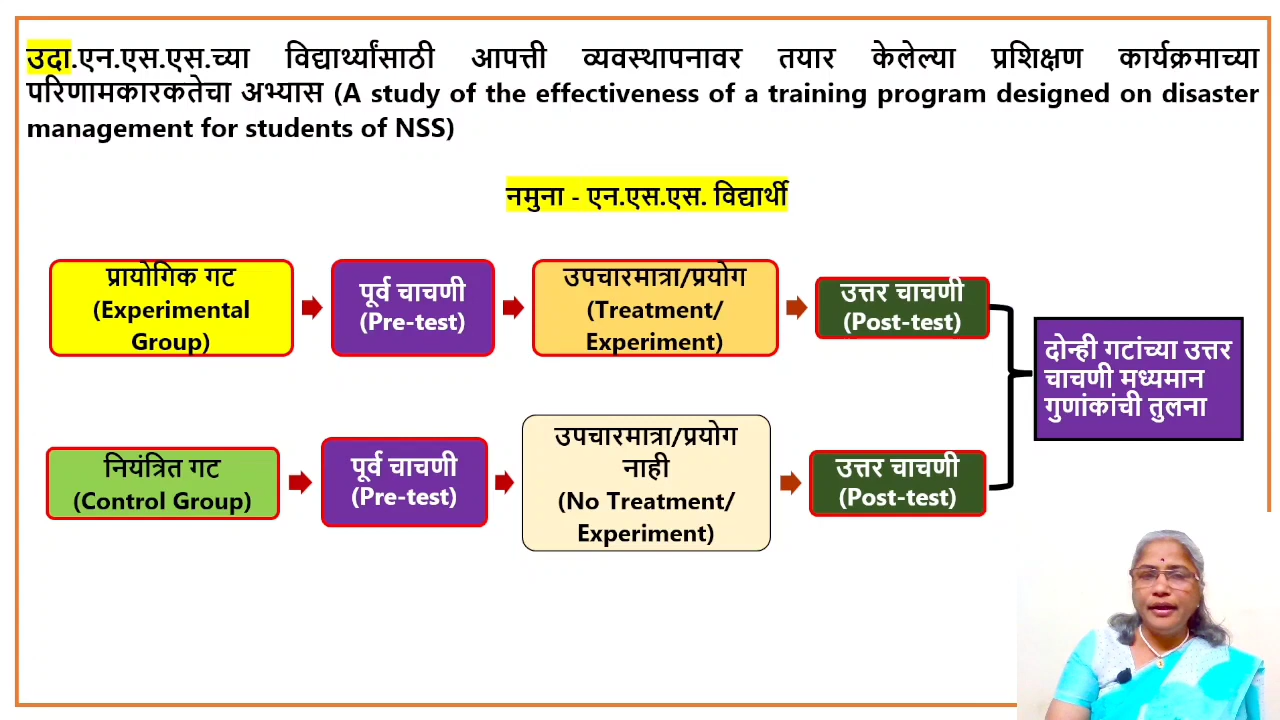 उदा.एन.एस.एस.च्या विद्यार्थ्यांसाठी आपत्ती व्यवस्थापनावर तयार केलेल्या प्रशिक्षण कार्यक्रमाच्या
परिणामकारकतेचा अभ्यास (A study of the effectiveness of a training program designed on disaster
management for students of NSS)
नमुना - एन.एस.एस. विद्यार्थी
प्रायोगिक गट
(Experimental
Group)
पूर्व चाचणी
(Pre-test)
उपचारमात्रा/प्रयोग
(Treatment/
Experiment)
उत्तर चाचणी
(Post-test)
दोन्ही गटांच्या उत्तर
चाचणी मध्यमान
गुणांकांची तुलना
नियंत्रित गट
(Control Group)
पूर्व चाचणी
(Pre-test)
उपचारमात्रा/प्रयोग
नाही
(No Treatment/
Experiment)
उत्तर चाचणी
(Post-test)